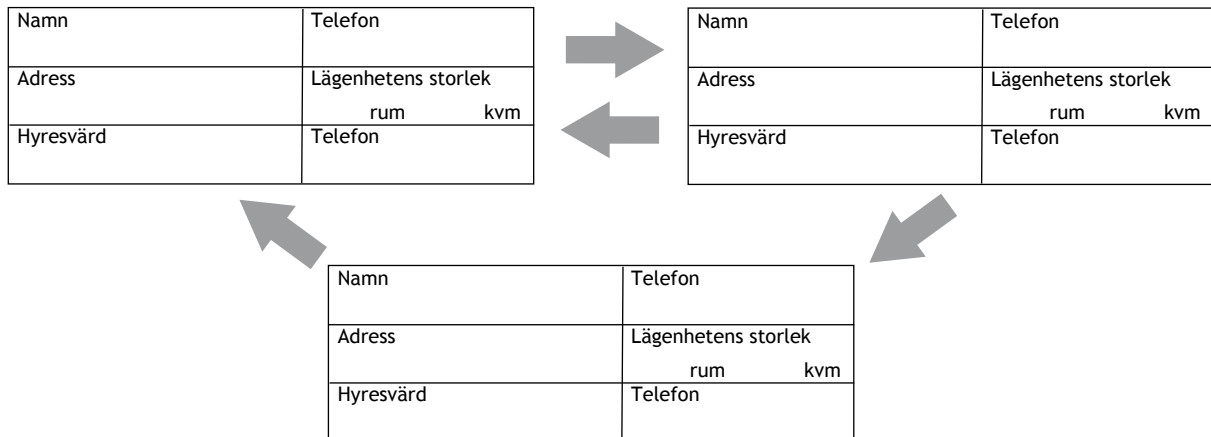 Namn Telefon
Adress Lägenhetens storlek
rum kvm
Hyresvärd Telefon
Namn Telefon
Adress Lägenhetens storlek
rum kvm
Hyresvärd Telefon
Namn Telefon
Adress Lägenhetens storlek
rum kvm
Hyresvärd Telefon